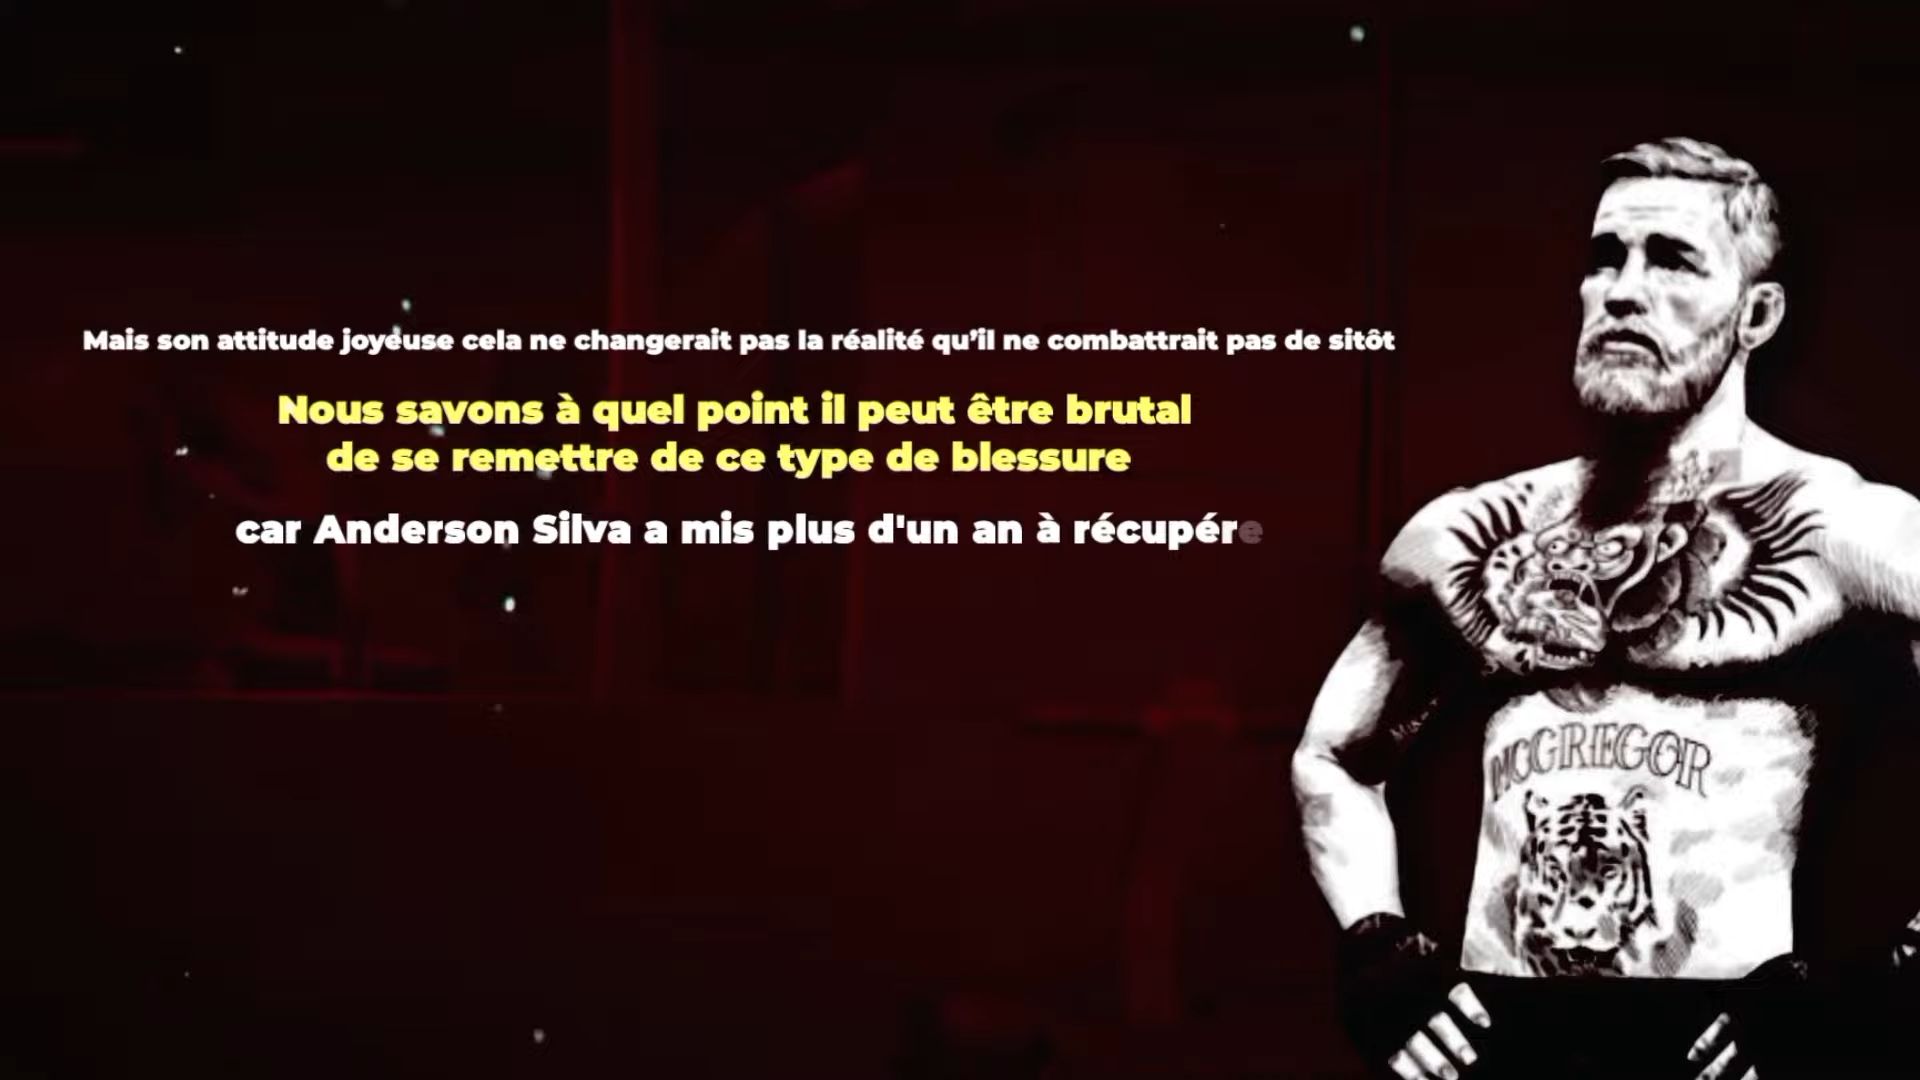 Mais son attitude joyeuse cela ne changerait pas la réalité qu’il ne combattrait pas de sitôt
Nous savons à quel point il peut être brutal
de se remettre de ce type de blessure
car Anderson Silva a mis plus d'un an à récupére
MCGREGOR